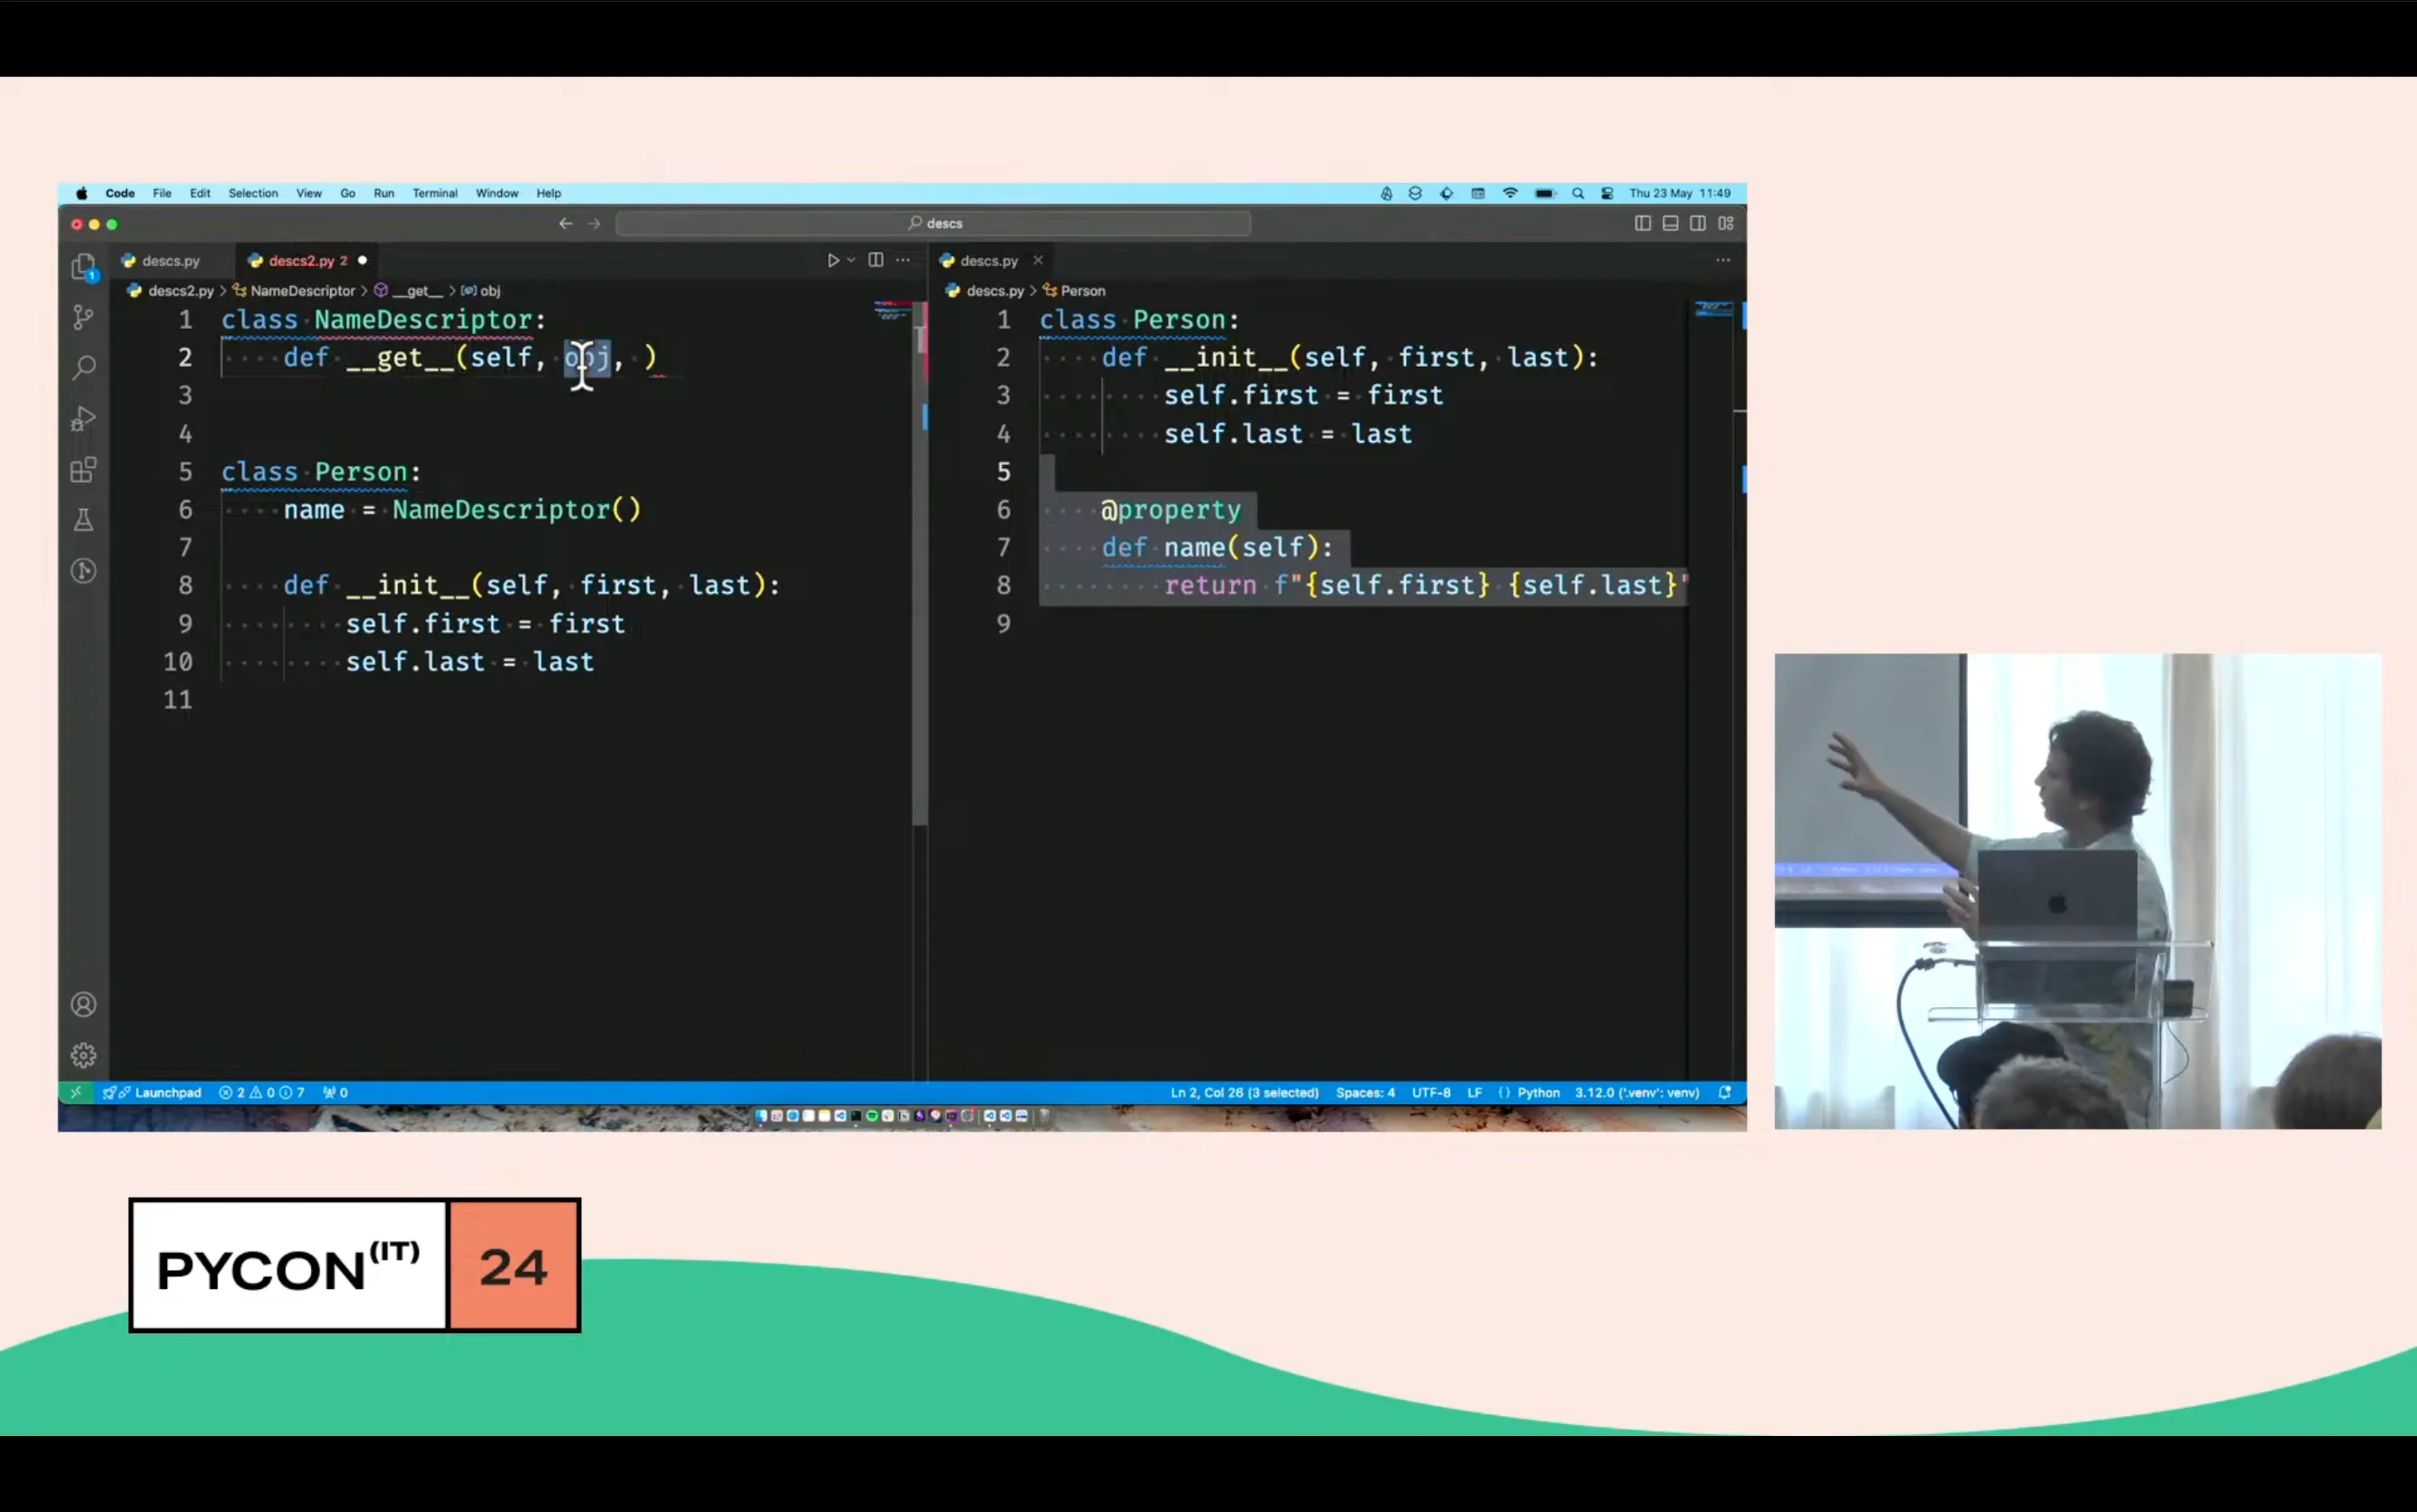 Code File Edit Selection View Go Run Terminal Window Help Thu 23 May 11:49
descs
1
descs.py descs2.py 2
descs2.py > NameDescriptor > __get__ > obj
1 class NameDescriptor:
2 def __get__(self, obj, )
3
4
5 class Person:
6 name = NameDescriptor()
7
8 def __init__(self, first, last):
9 self.first = first
10 self.last = last
11
descs.py
descs.py > Person
1 class Person:
2 def __init__(self, first, last):
3 self.first = first
4 self.last = last
5
6 @property
7 def name(self):
8 return f"{self.first} {self.last}"
9
Launchpad 2 0 7 0 Ln 2, Col 26 (3 selected) Spaces: 4 UTF-8 LF {} Python 3.12.0 ('.venv': venv)
PYCON(IT) 24